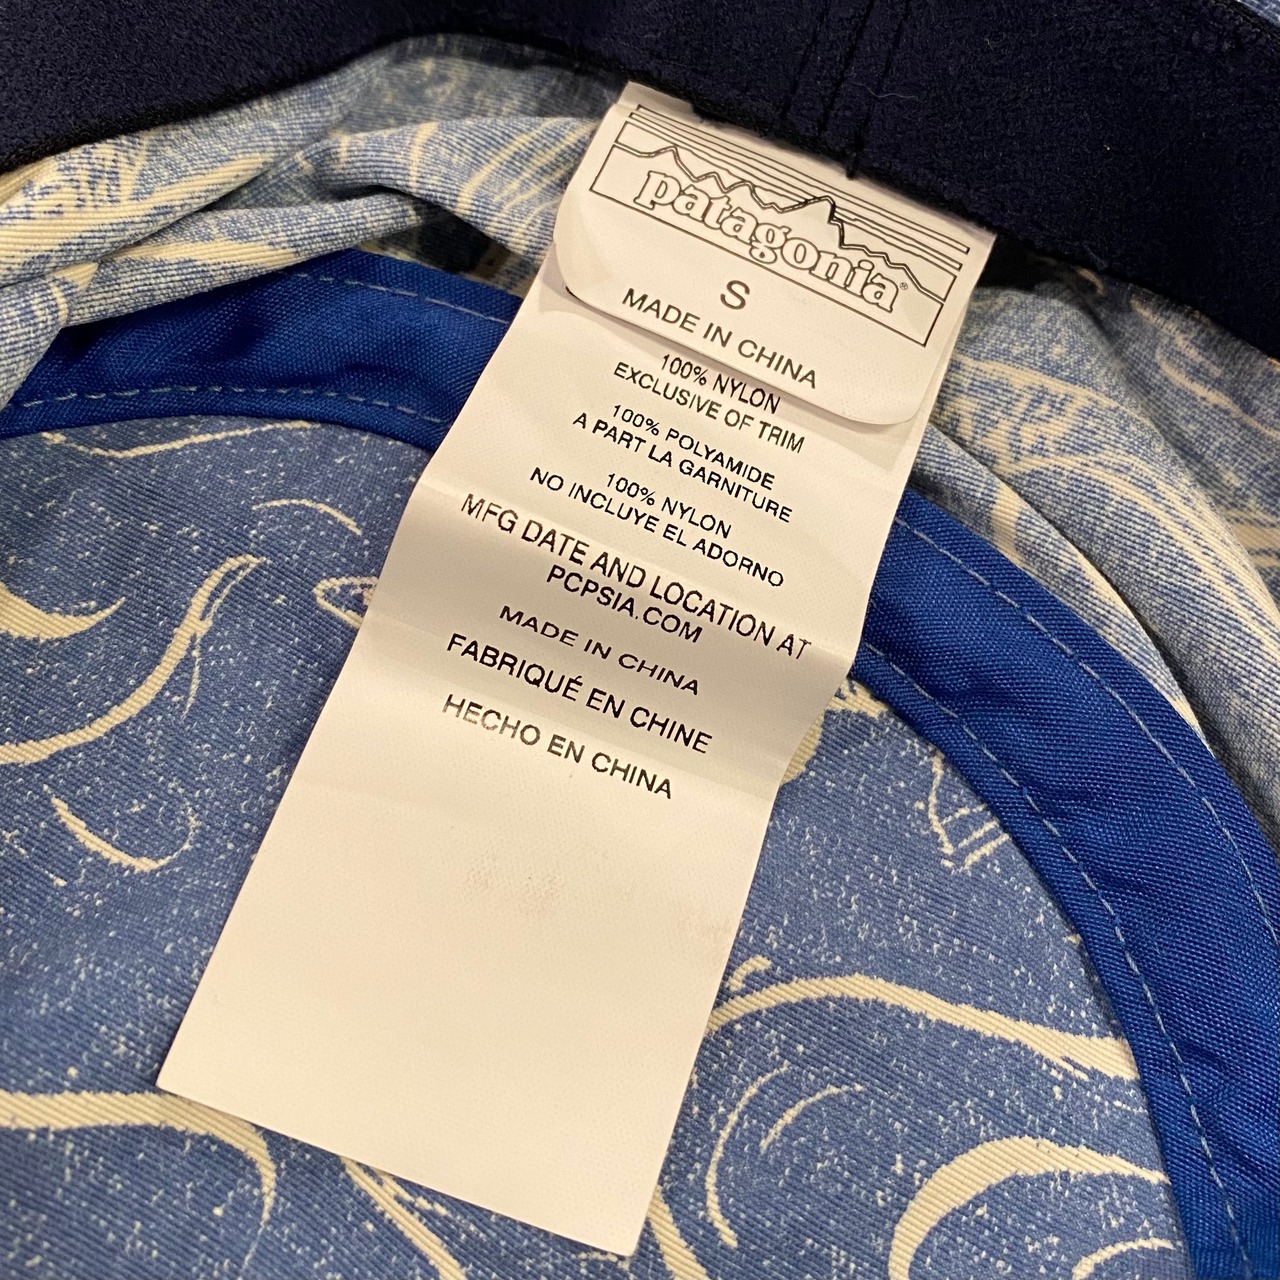 patagonia®
S
MADE IN CHINA
100% NYLON
EXCLUSIVE OF TRIM
100% POLYAMIDE
A PART LA GARNITURE
100% NYLON
NO INCLUYE EL ADORNO
MFG DATE AND LOCATION AT
PCPSIA.COM
MADE IN CHINA
FABRIQUÉ EN CHINE
HECHO EN CHINA